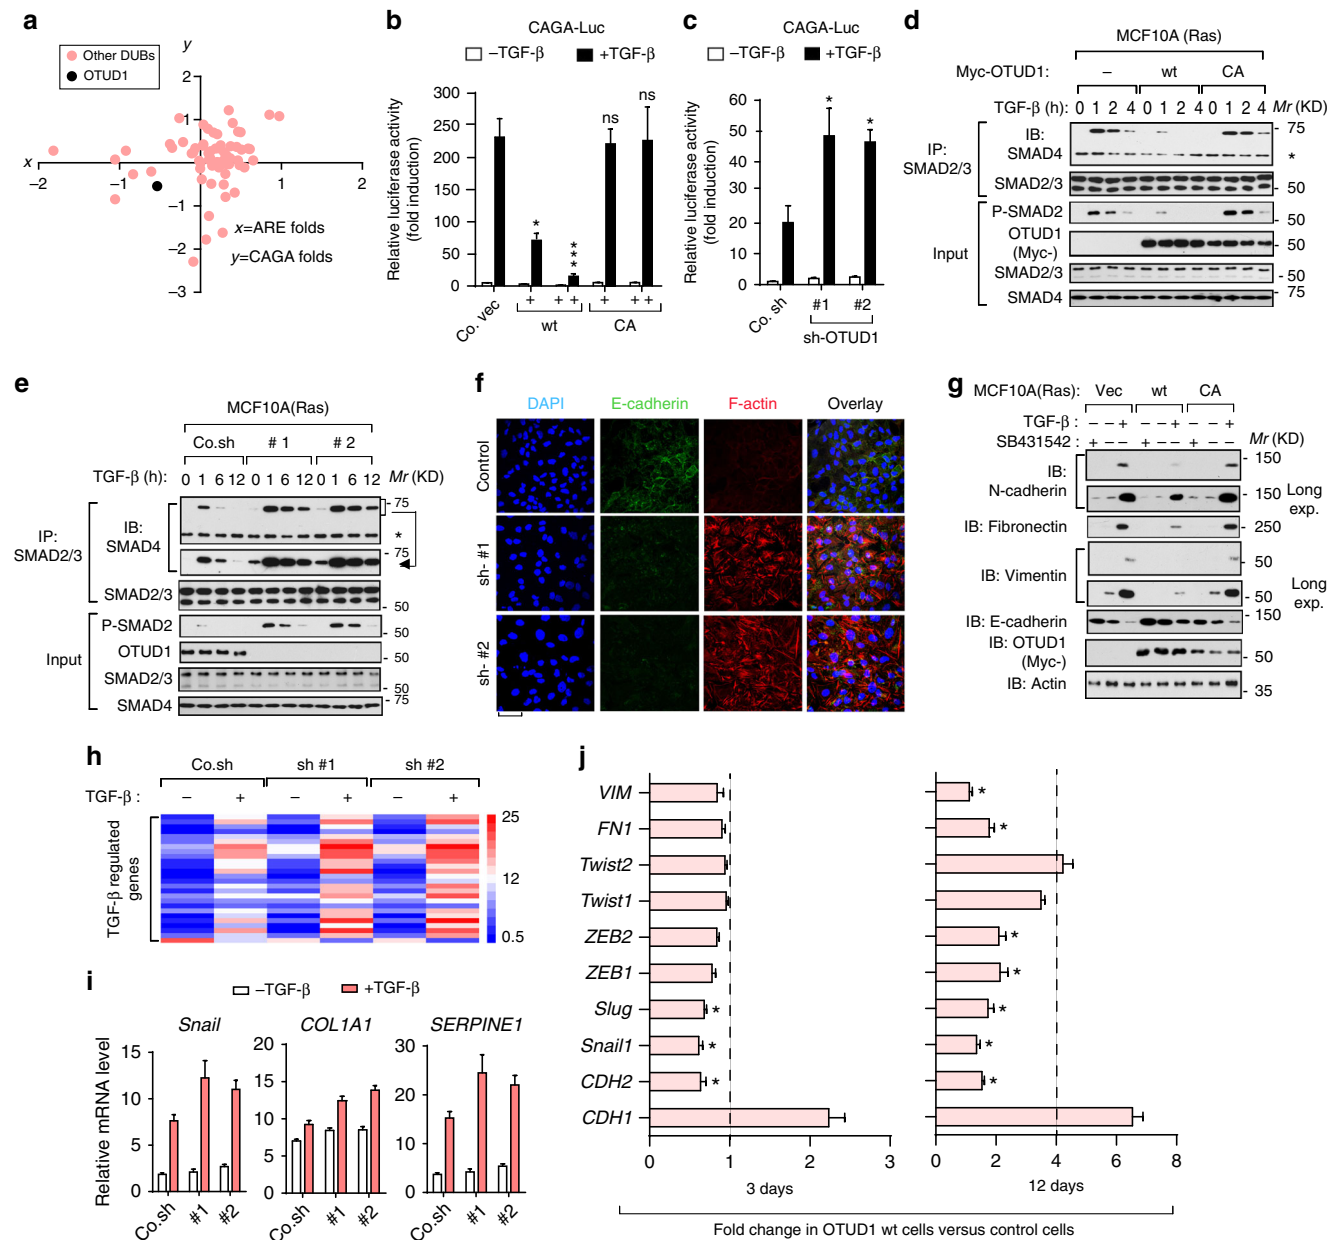 a
Other DUBs
OTUD1
y
x
2
1
–1
–2
–3
–2
–1
1
2
x=ARE folds
y=CAGA folds
b
CAGA-Luc
–TGF-β
+TGF-β
Relative luciferase activity
(fold induction)
300
250
200
150
100
50
0
*
***
ns
ns
Co. vec
+
+ +
+
++
wt
CA
c
CAGA-Luc
–TGF-β
+TGF-β
Relative luciferase activity
(fold induction)
60
50
40
30
20
10
0
*
*
Co. sh
#1
#2
sh-OTUD1
d
MCF10A (Ras)
Myc-OTUD1:
–
wt
CA
TGF-β (h):
0 1 2 4 0 1 2 4 0 1 2 4
Mr (KD)
IP:
SMAD2/3
IB:
SMAD4
75
*
SMAD2/3
50
Input
P-SMAD2
50
OTUD1
(Myc-)
50
SMAD2/3
50
SMAD4
75
e
MCF10A(Ras)
Co.sh
# 1
# 2
TGF-β (h):
0 1 6 12 0 1 6 12 0 1 6 12
Mr (KD)
IP:
SMAD2/3
IB:
SMAD4
75
*
75
SMAD2/3
50
Input
P-SMAD2
50
OTUD1
50
SMAD2/3
50
SMAD4
75
f
DAPI
E-cadherin
F-actin
Overlay
Control
sh- #1
sh- #2
g
MCF10A(Ras):
Vec
wt
CA
TGF-β :
– – + – – + – – +
SB431542 :
+ – – + – – + – –
Mr (KD)
IB:
N-cadherin
150
150
Long
exp.
IB: Fibronectin
250
IB: Vimentin
50
50
Long
exp.
IB: E-cadherin
150
IB: OTUD1
(Myc-)
50
IB: Actin
35
h
Co.sh
sh #1
sh #2
TGF-β :
– + – + – +
TGF-β regulated
genes
25
12
0.5
i
–TGF-β
+TGF-β
Relative mRNA level
Snail
15
10
5
0
Co.sh
#1
#2
COL1A1
20
15
10
5
0
Co.sh
#1
#2
SERPINE1
30
20
10
0
Co.sh
#1
#2
j
VIM
FN1
Twist2
Twist1
ZEB2
ZEB1
Slug
*
Snail1
*
CDH2
*
CDH1
0
1
2
3
3 days
*
*
*
*
*
*
*
0
2
4
6
8
12 days
Fold change in OTUD1 wt cells versus control cells